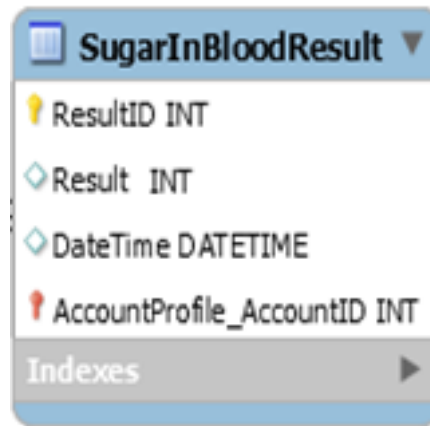 SugarInBloodResult
ResultID INT
Result INT
DateTime DATETIME
AccountProfile_AccountID INT
Indexes